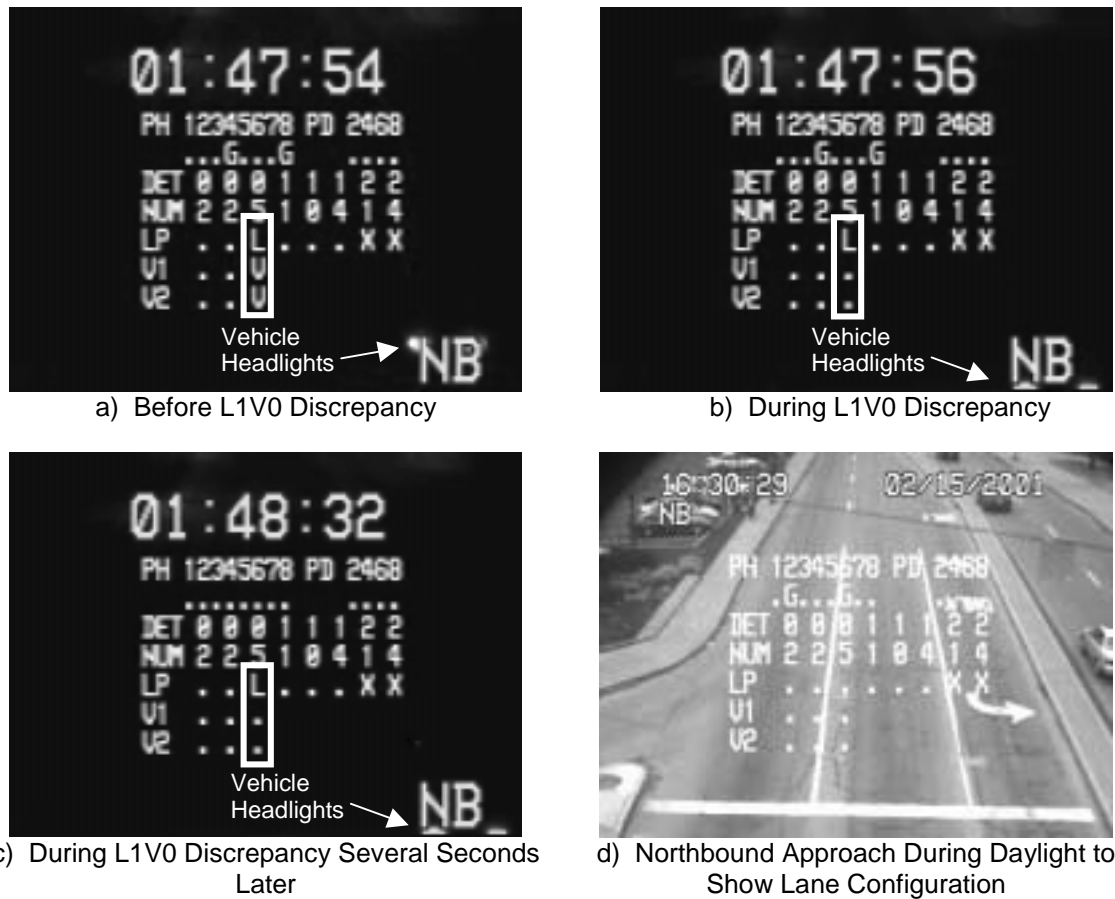 01:47:54
PH 12345678 PD 2468
...G...G ....
DET 0 0 0 1 1 1 2 2
NUM 2 2 5 1 0 4 1 4
LP . . L . . . X X
V1 . . V
V2 . . V
Vehicle
Headlights
NB
a) Before L1V0 Discrepancy
01:47:56
PH 12345678 PD 2468
...G...G ....
DET 0 0 0 1 1 1 2 2
NUM 2 2 5 1 0 4 1 4
LP . . L . . . X X
V1 . . .
V2 . . .
Vehicle
Headlights
NB
b) During L1V0 Discrepancy
01:48:32
PH 12345678 PD 2468
........ ....
DET 0 0 0 1 1 1 2 2
NUM 2 2 5 1 0 4 1 4
LP . . L . . . X X
V1 . . .
V2 . . .
Vehicle
Headlights
NB
c) During L1V0 Discrepancy Several Seconds
Later
16:30:29 02/15/2001
NB
PH 12345678 PD 2468
.G...G..
DET 0 0 0 1 1 1 2 2
NUM 2 2 5 1 0 4 1 4
LP . . . . . . X X
V1 . . .
V2 . . .
d) Northbound Approach During Daylight to
Show Lane Configuration